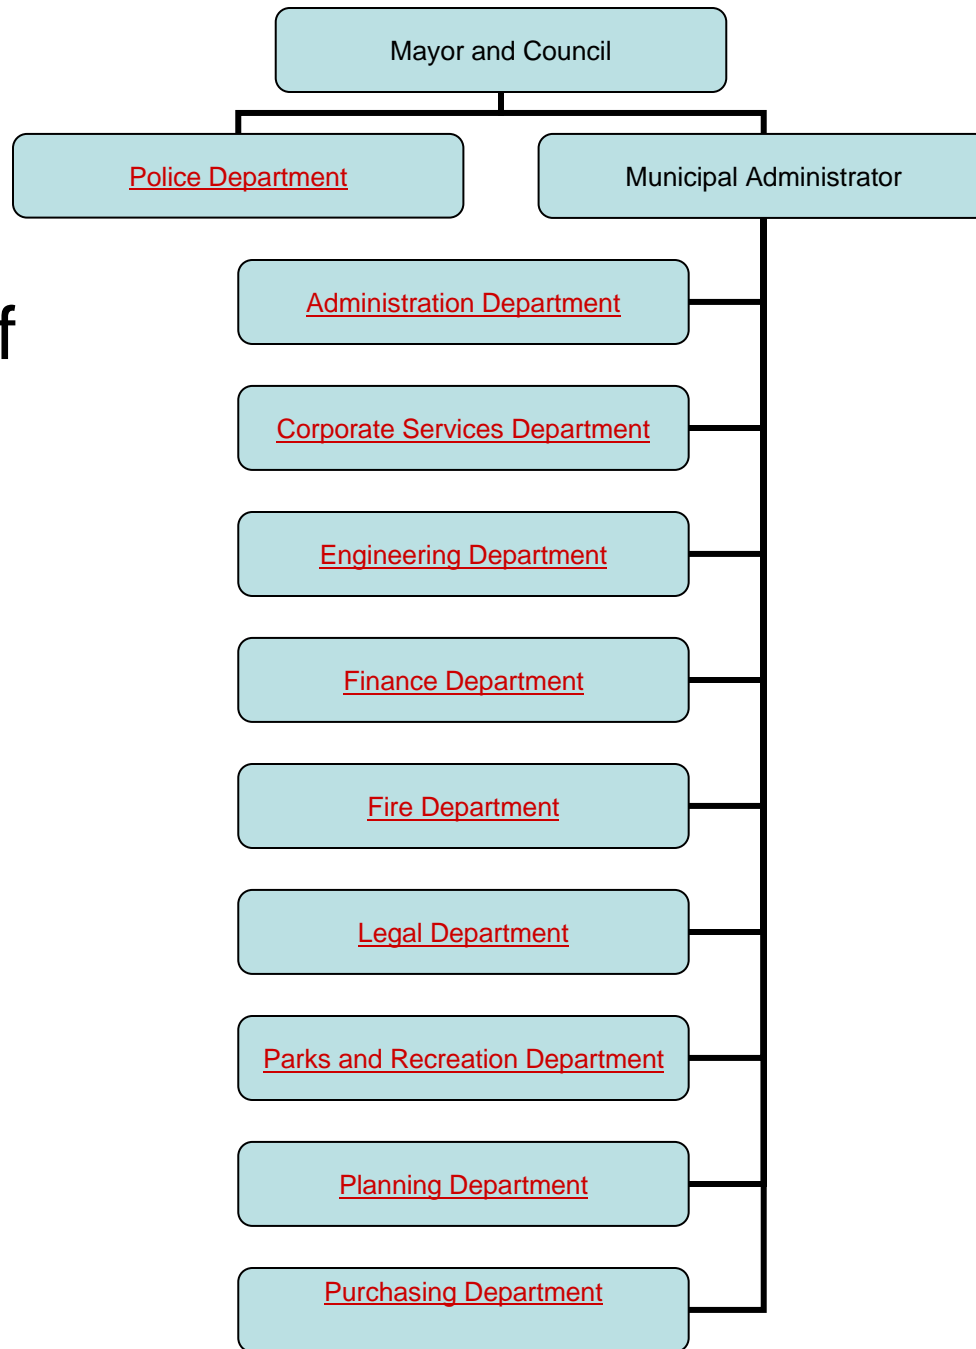 Mayor and Council
Police Department
Municipal Administrator
Administration Department
f
Corporate Services Department
Engineering Department
Finance Department
Fire Department
Legal Department
Parks and Recreation Department
Planning Department
Purchasing Department